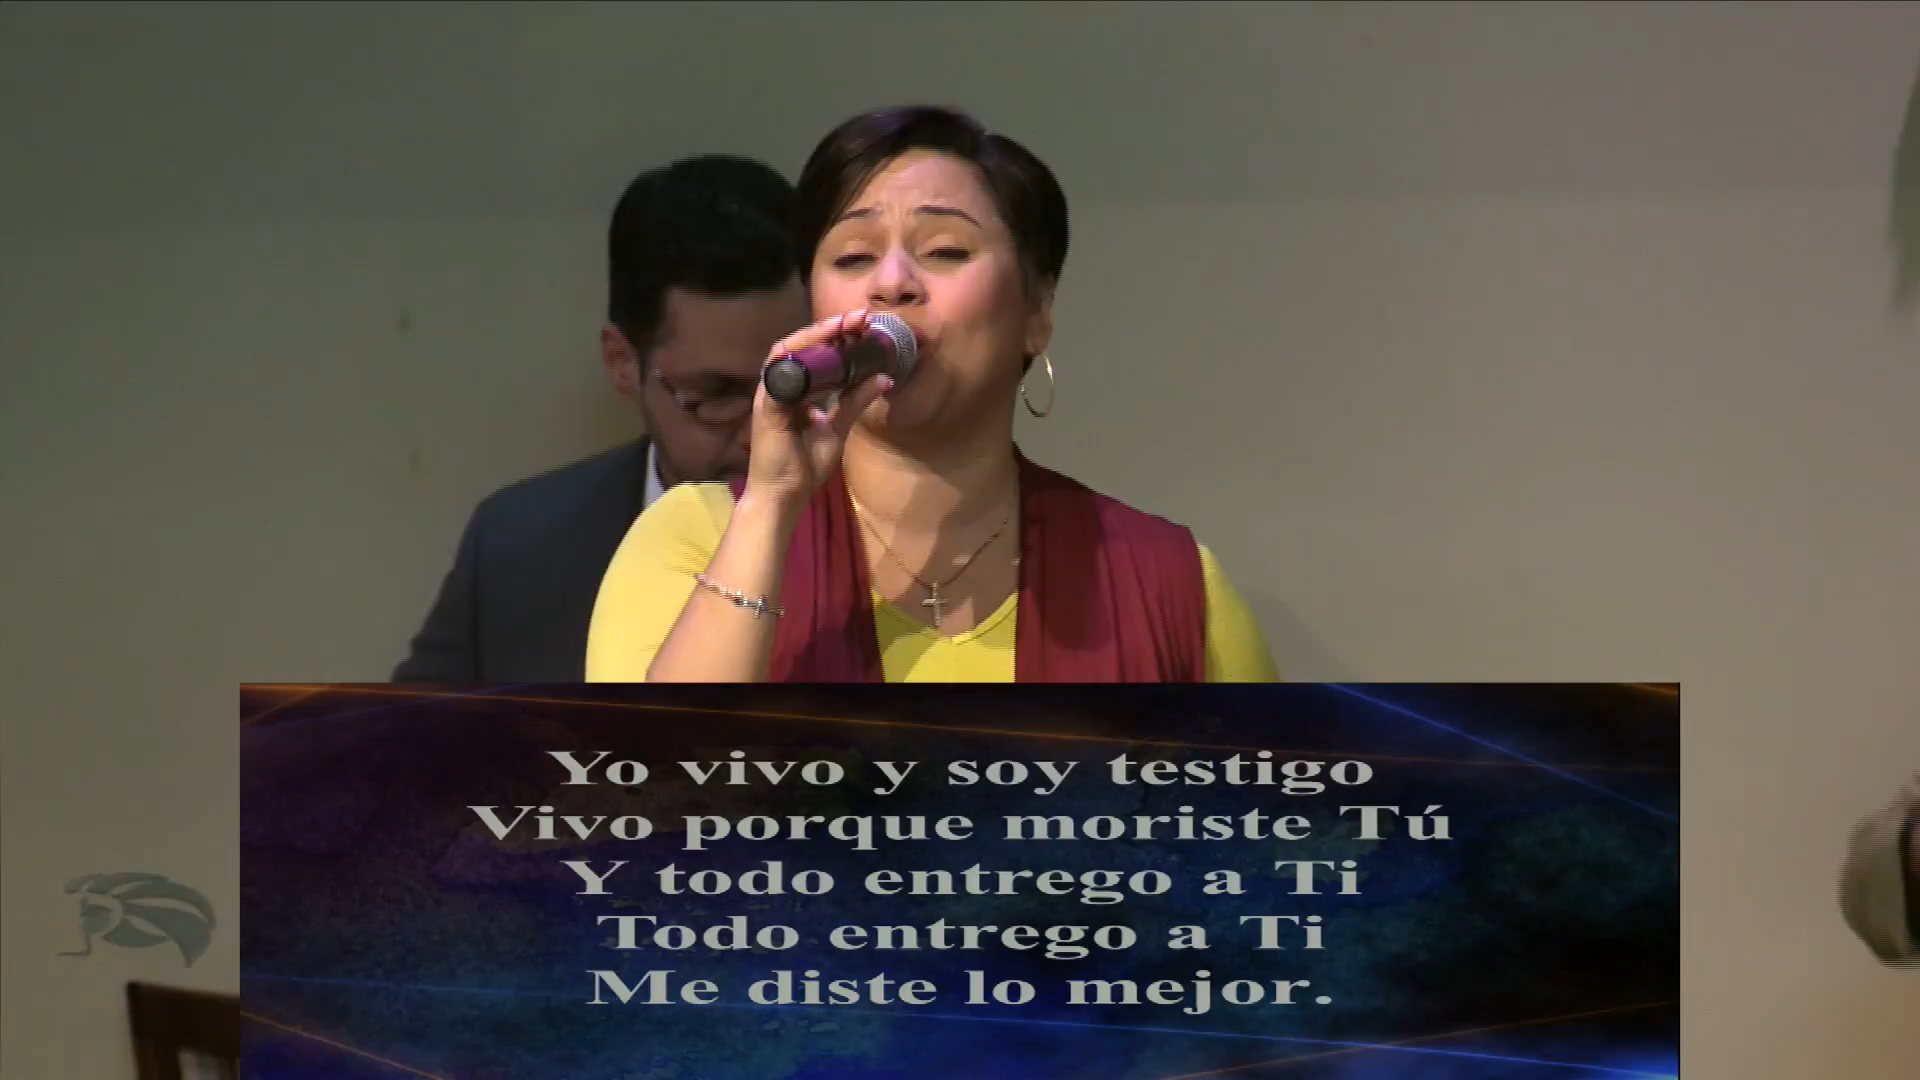 Yo vivo y soy testigo
Vivo porque moriste Tú
Y todo entrego a Ti
Todo entrego a Ti
Me diste lo mejor.